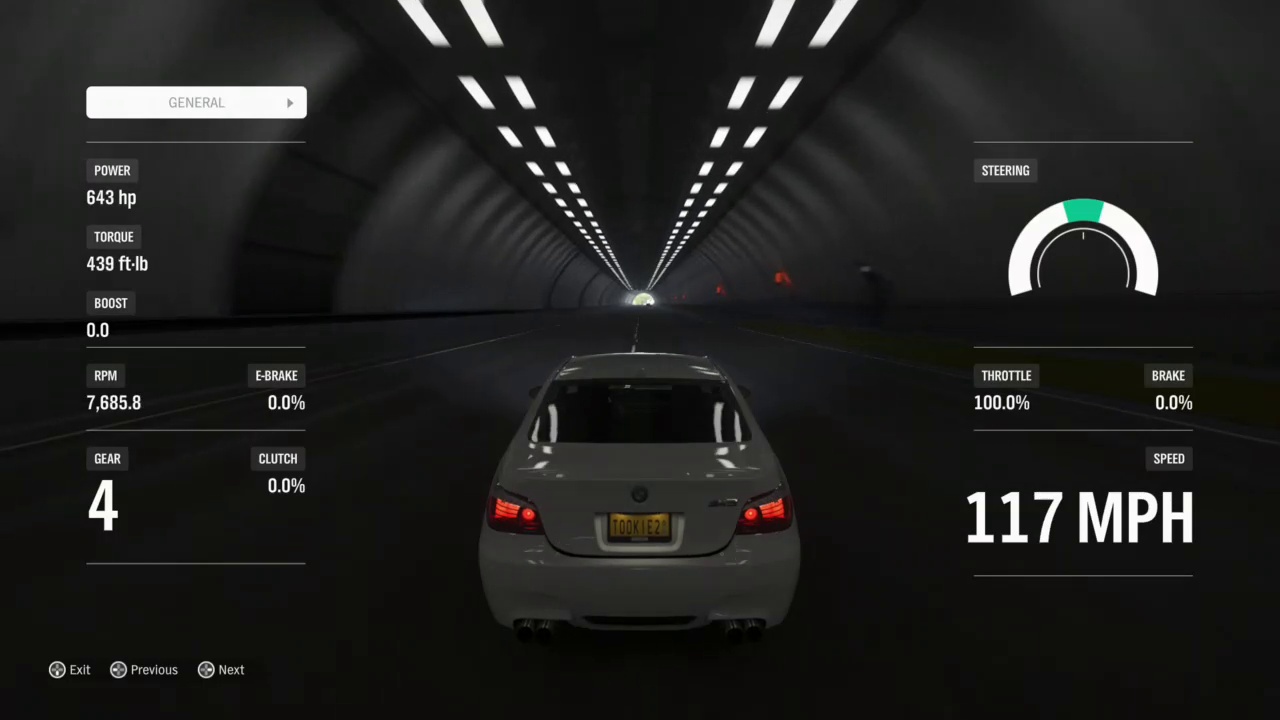 GENERAL
POWER
643 hp
TORQUE
439 ft·lb
BOOST
0.0
RPM
E-BRAKE
7,685.8
0.0%
GEAR
CLUTCH
4
0.0%
STEERING
THROTTLE
BRAKE
100.0%
0.0%
SPEED
117 MPH
Exit
Previous
Next